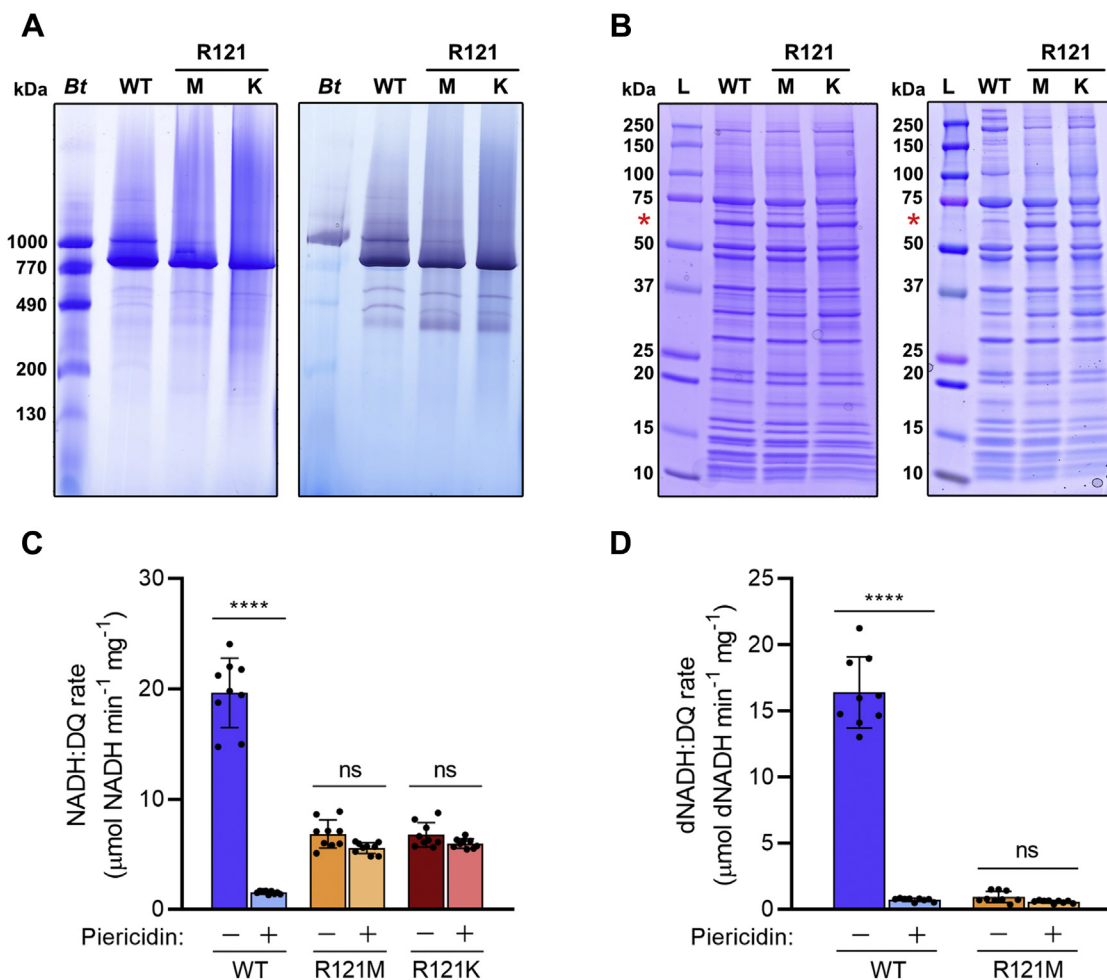 A
R121
kDa Bt WT M K
R121
Bt WT M K
1000
770
490
200
130
B
R121
kDa L WT M K
250
150
100
75
*
50
37
25
20
15
10
R121
kDa L WT M K
250
150
100
75
*
50
37
25
20
15
10
C
NADH:DQ rate
(μmol NADH min⁻¹ mg⁻¹)
30
20
10
0
****
ns
ns
Piericidin: − + − + − +
WT R121M R121K
D
dNADH:DQ rate
(μmol dNADH min⁻¹ mg⁻¹)
25
20
15
10
5
0
****
ns
Piericidin: − + − +
WT R121M